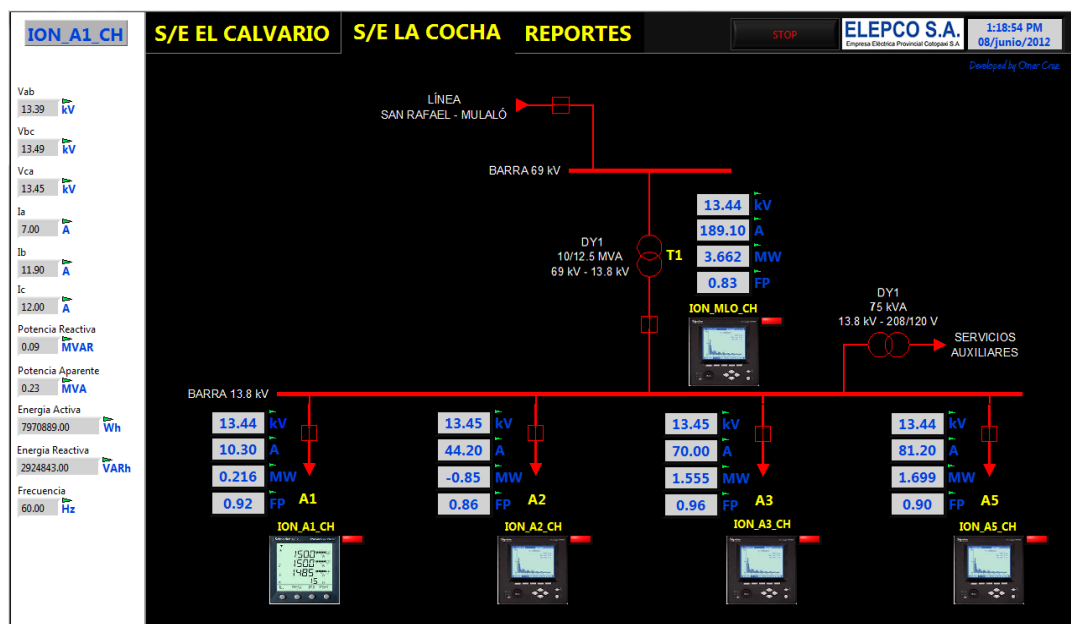 ION_A1_CH
S/E EL CALVARIO
S/E LA COCHA
REPORTES
STOP
ELEPCO S.A.
Empresa Eléctrica Provincial Cotopaxi S.A
1:18:54 PM
08/junio/2012
Developed by Omar Cruz
Vab
13.39 kV
Vbc
13.49 kV
Vca
13.45 kV
Ia
7.00 A
Ib
11.90 A
Ic
12.00 A
Potencia Reactiva
0.09 MVAR
Potencia Aparente
0.23 MVA
Energia Activa
7970889.00 Wh
Energia Reactiva
2924843.00 VARh
Frecuencia
60.00 Hz
LÍNEA
SAN RAFAEL - MULALÓ
BARRA 69 kV
DY1
10/12.5 MVA
69 kV - 13.8 kV
T1
13.44 kV
189.10 A
3.662 MW
0.83 FP
ION_MLO_CH
DY1
75 kVA
13.8 kV - 208/120 V
SERVICIOS
AUXILIARES
BARRA 13.8 kV
13.44 kV
10.30 A
0.216 MW
0.92 FP
A1
ION_A1_CH
1500
1500
1485
15
13.45 kV
44.20 A
-0.85 MW
0.86 FP
A2
ION_A2_CH
13.45 kV
70.00 A
1.555 MW
0.96 FP
A3
ION_A3_CH
13.44 kV
81.20 A
1.699 MW
0.90 FP
A5
ION_A5_CH